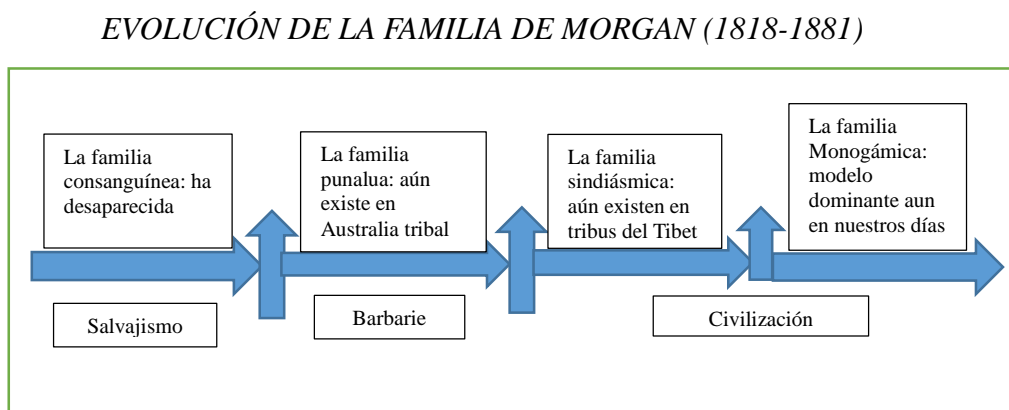 EVOLUCIÓN DE LA FAMILIA DE MORGAN (1818-1881)
La familia
consanguínea: ha
desaparecida
La familia
punalua: aún
existe en
Australia tribal
La familia
sindiásmica:
aún existen en
tribus del Tibet
La familia
Monogámica:
modelo
dominante aun
en nuestros días
Salvajismo
Barbarie
Civilización